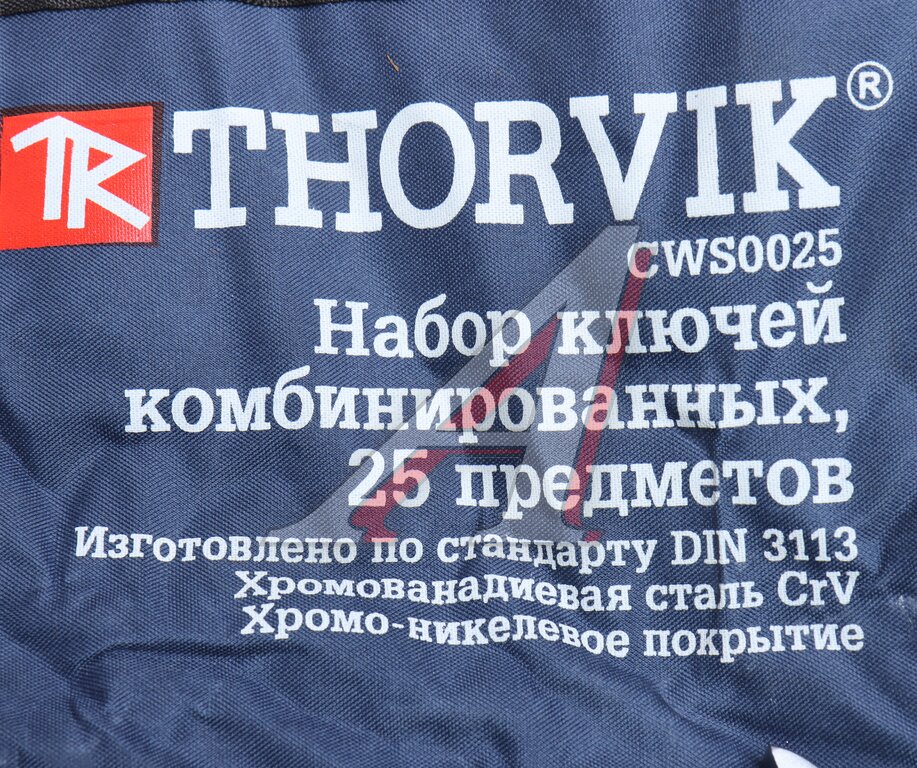 TR THORVIK®
CWS0025
Набор ключей
комбинированных,
25 предметов
Изготовлено по стандарту DIN 3113
Хромованадиевая сталь CrV
Хромо-никелевое покрытие